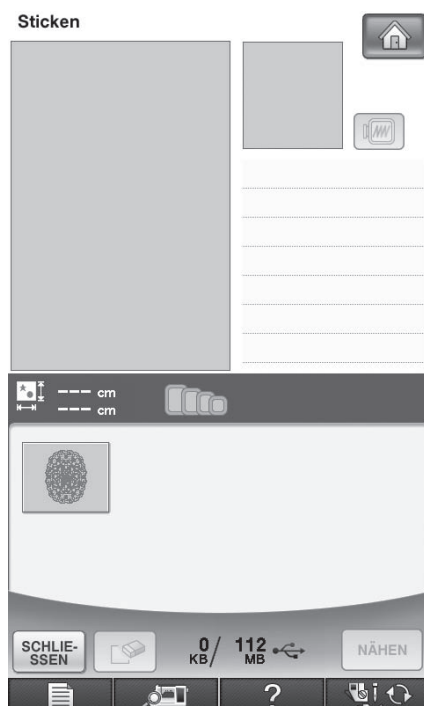 Sticken
--- cm
--- cm
SCHLIE-
SSEN
0
KB/
112
MB
NÄHEN
?